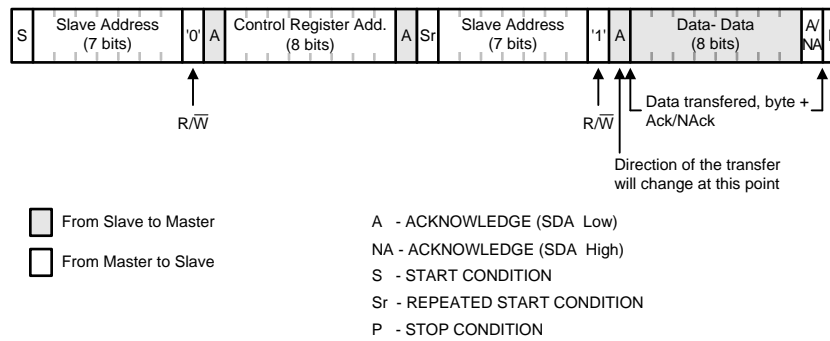 S Slave Address (7 bits) '0' A Control Register Add. (8 bits) A Sr Slave Address (7 bits) '1' A Data- Data (8 bits) A/NA
R/W̅
R/W̅
Data transfered, byte +
Ack/NAck
Direction of the transfer
will change at this point
From Slave to Master
From Master to Slave
A - ACKNOWLEDGE (SDA Low)
NA - ACKNOWLEDGE (SDA High)
S - START CONDITION
Sr - REPEATED START CONDITION
P - STOP CONDITION